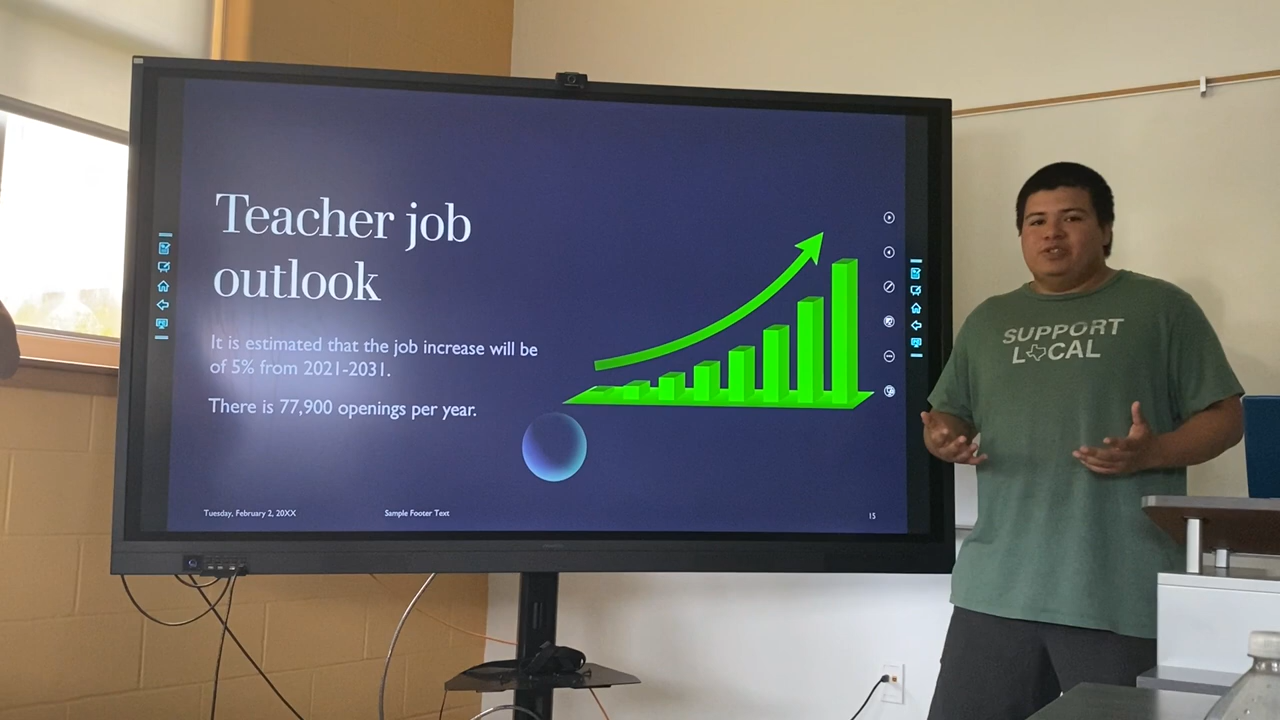 Teacher job
outlook
It is estimated that the job increase will be
of 5% from 2021-2031.
There is 77,900 openings per year.
Tuesday, February 2, 20XX
Sample Footer Text
15
SUPPORT
LOCAL